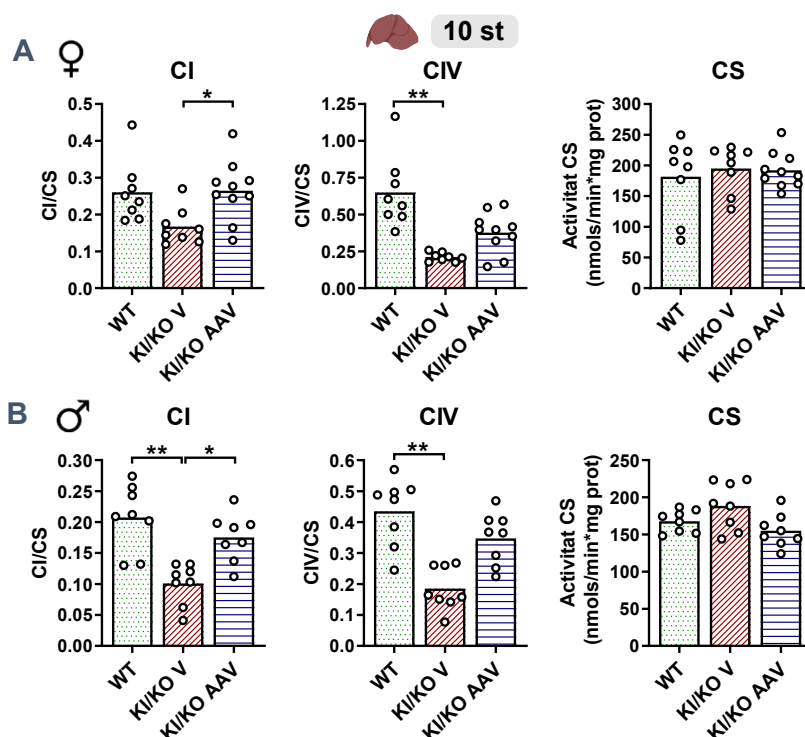 10 st
A ♀
CI
CIV
CS
*
**
CI/CS
0.5
0.4
0.3
0.2
0.1
0.0
WT
KI/KO V
KI/KO AAV
CIV/CS
1.25
1.00
0.75
0.50
0.25
0.00
WT
KI/KO V
KI/KO AAV
Activitat CS
(nmols/min*mg prot)
300
250
200
150
100
50
0
WT
KI/KO V
KI/KO AAV
B ♂
CI
CIV
CS
** *
**
CI/CS
0.30
0.25
0.20
0.15
0.10
0.05
0.00
WT
KI/KO V
KI/KO AAV
CIV/CS
0.6
0.5
0.4
0.3
0.2
0.1
0.0
WT
KI/KO V
KI/KO AAV
Activitat CS
(nmols/min*mg prot)
250
200
150
100
50
0
WT
KI/KO V
KI/KO AAV